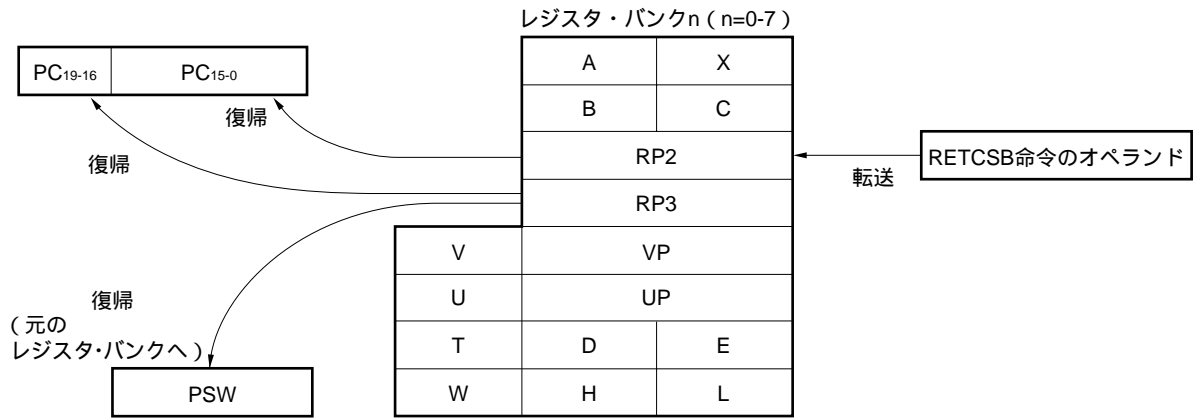 レジスタ・バンクn（n=0-7）
PC19-16 PC15-0
A X
B C
復帰
RP2
RETCSB命令のオペランド
転送
復帰
RP3
V VP
U UP
復帰
（元の
レジスタ・バンクへ）
T D E
PSW
W H L